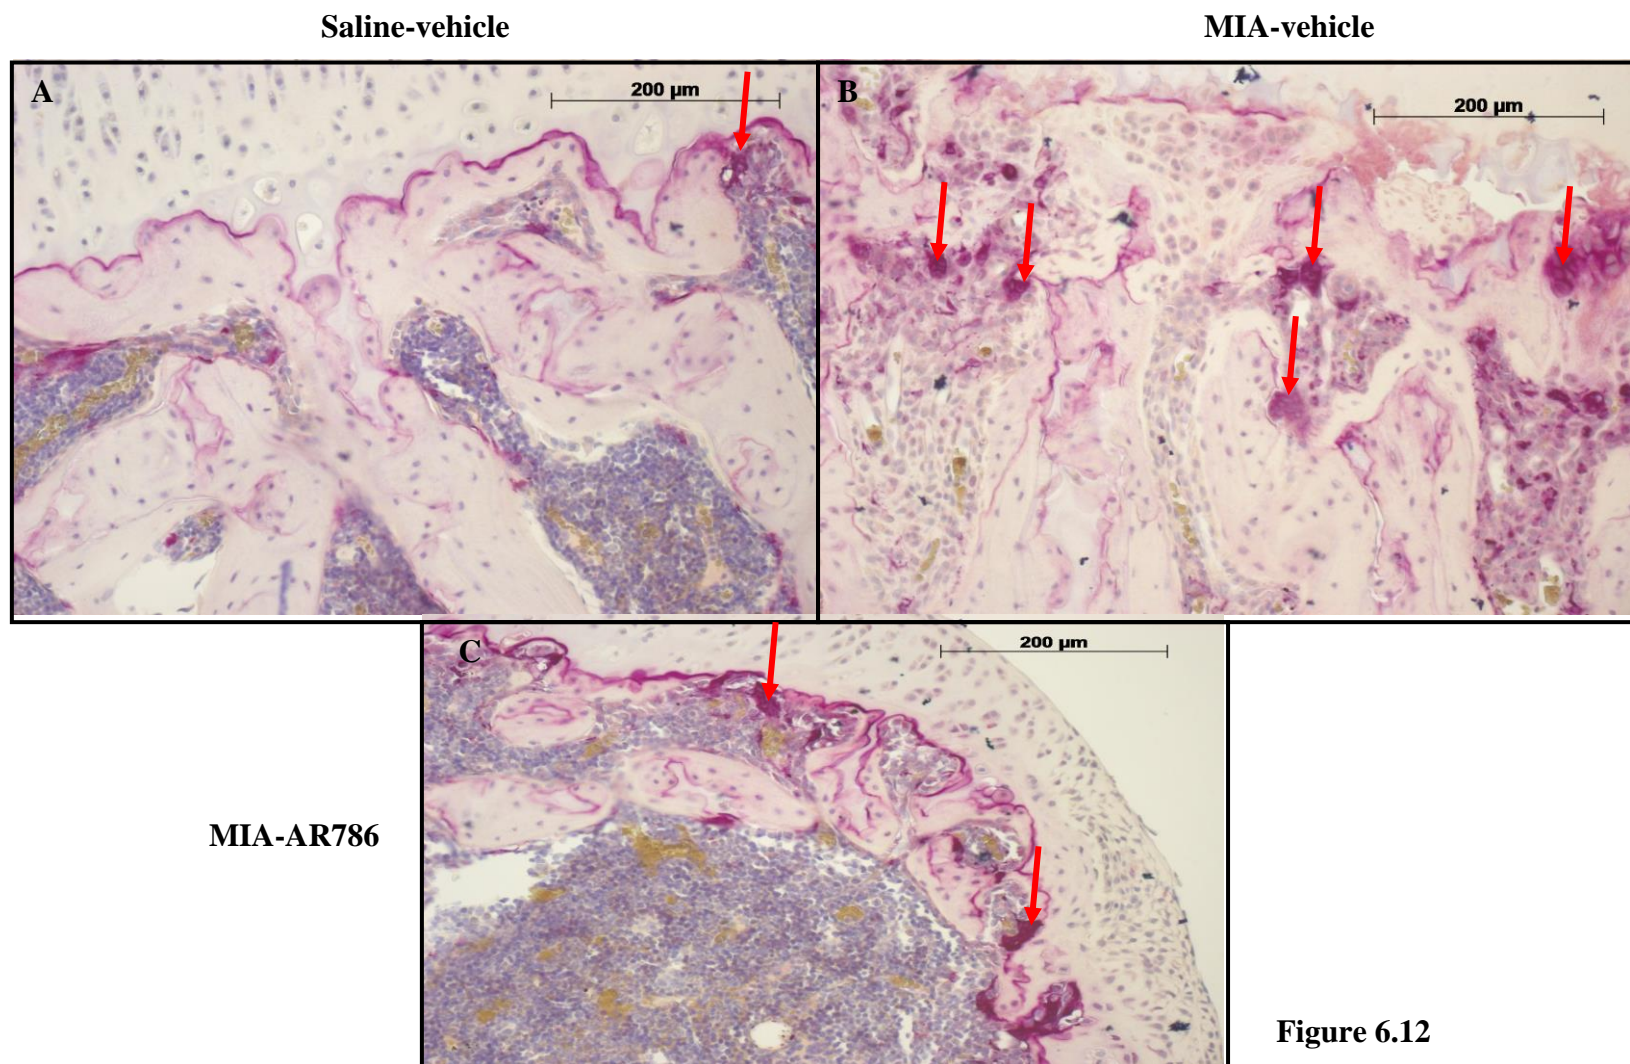 Saline-vehicle
MIA-vehicle
A
200 µm
B
200 µm
C
200 µm
MIA-AR786
Figure 6.12